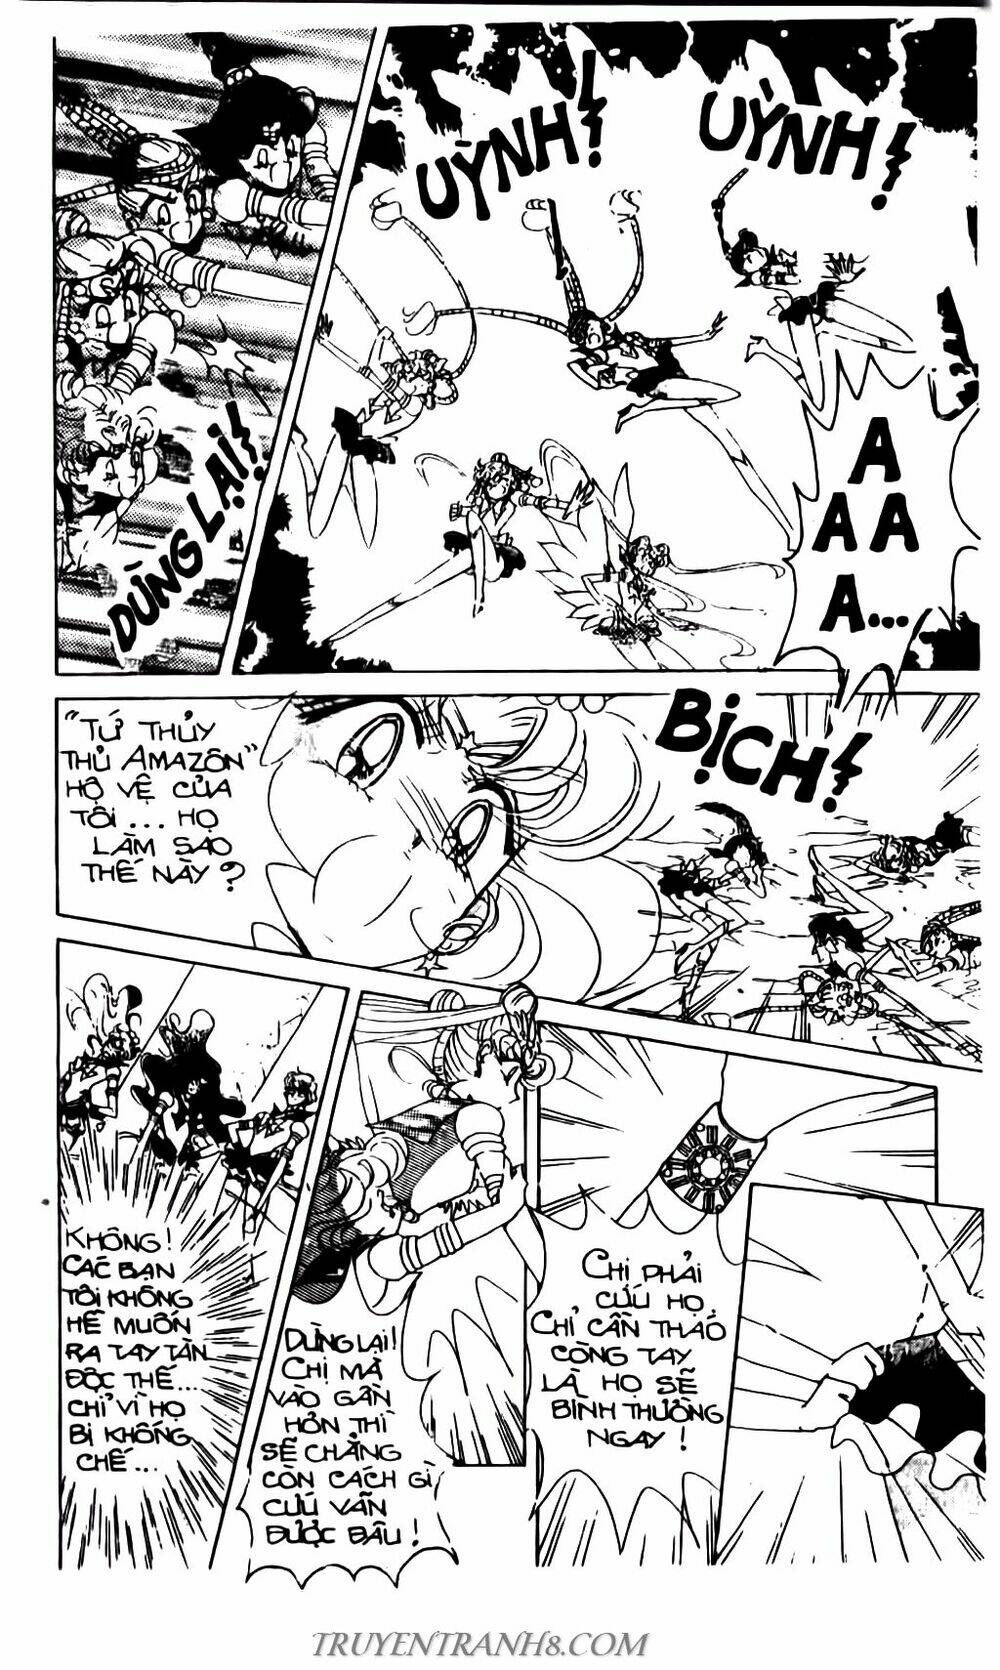 DỪNG LẠI!
UỲNH!
UỲNH!
A
A A
A...
"TỨ THỦY
THỦ AMAZÔN"
HỘ VỆ CỦA
TÔI... HỌ
LÀM SAO
THẾ NÀY?
BỊCH!
KHÔNG!
CÁC BẠN
TÔI KHÔNG
HỀ MUỐN
RA TAY TÀN
ĐỘC THẾ...
CHỈ VÌ HỌ
BỊ KHỐNG
CHẾ...
DỪNG LẠI!
CHỊ MÀ
VÀO GẦN
HỎN THÌ
SẼ CHẲNG
CÒN CÁCH GÌ
CỨU VÃN
ĐƯỢC ĐÂU!
CHỊ PHẢI
CỨU HỌ.
CHỈ CẦN THÁO
CÒNG TAY
LÀ HỌ SẼ
BÌNH THƯỜNG
NGAY!
TRUYENTRANH8.COM